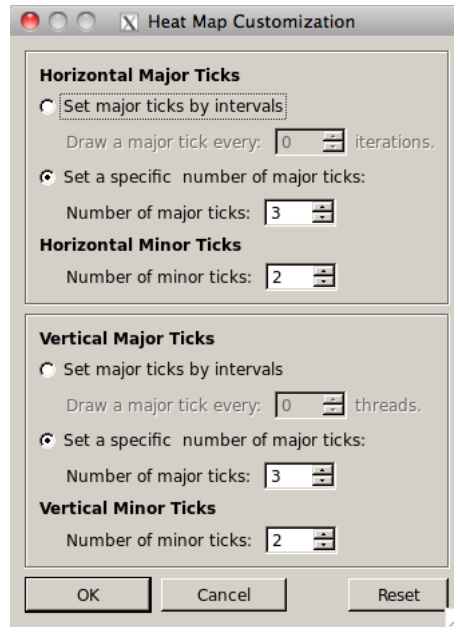 Heat Map Customization
Horizontal Major Ticks
Set major ticks by intervals
Draw a major tick every: 0 iterations.
Set a specific number of major ticks:
Number of major ticks: 3
Horizontal Minor Ticks
Number of minor ticks: 2
Vertical Major Ticks
Set major ticks by intervals
Draw a major tick every: 0 threads.
Set a specific number of major ticks:
Number of major ticks: 3
Vertical Minor Ticks
Number of minor ticks: 2
OK Cancel Reset